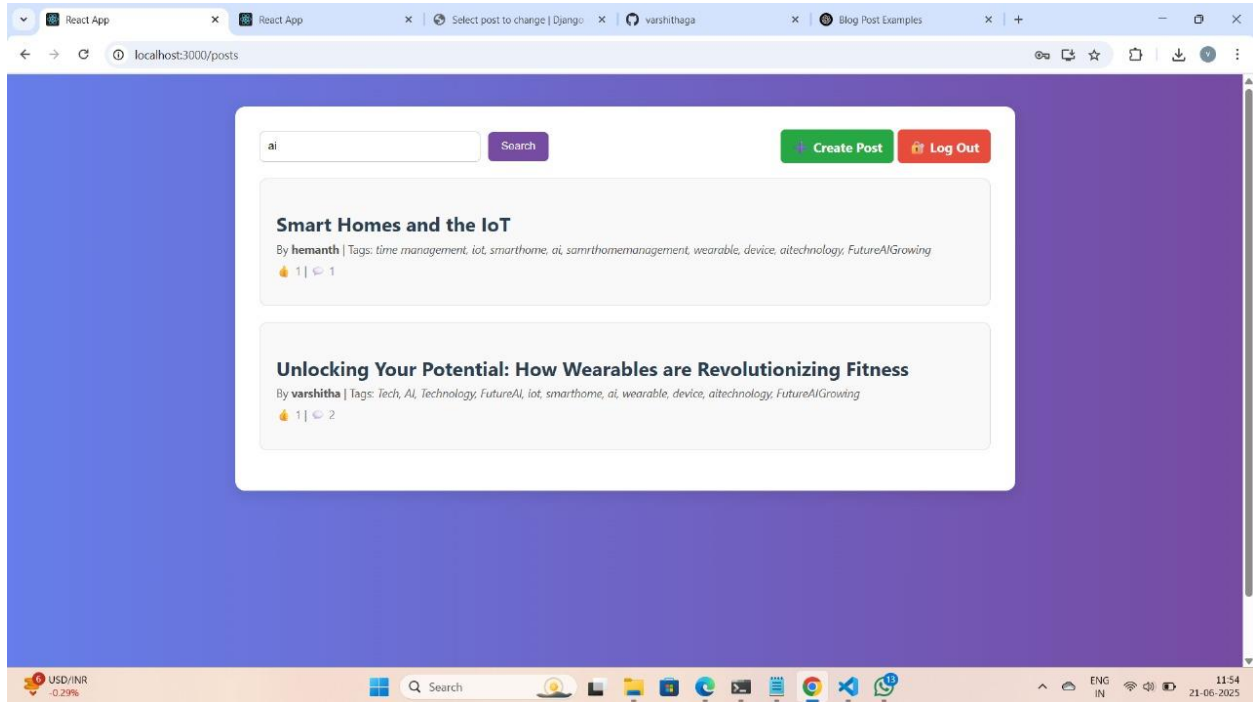 React App
React App
Select post to change | Django
varshithaga
Blog Post Examples
localhost:3000/posts
V
ai
Search
Create Post
Log Out
Smart Homes and the IoT
By hemanth | Tags: time management, iot, smarthome, ai, samrthomemanagement, wearable, device, aitechnology, FutureAIGrowing
1 | 1
Unlocking Your Potential: How Wearables are Revolutionizing Fitness
By varshitha | Tags: Tech, AI, Technology, FutureAI, iot, smarthome, ai, wearable, device, aitechnology, FutureAIGrowing
1 | 2
6
USD/INR
-0.29%
Search
13
ENG
IN
11:54
21-06-2025